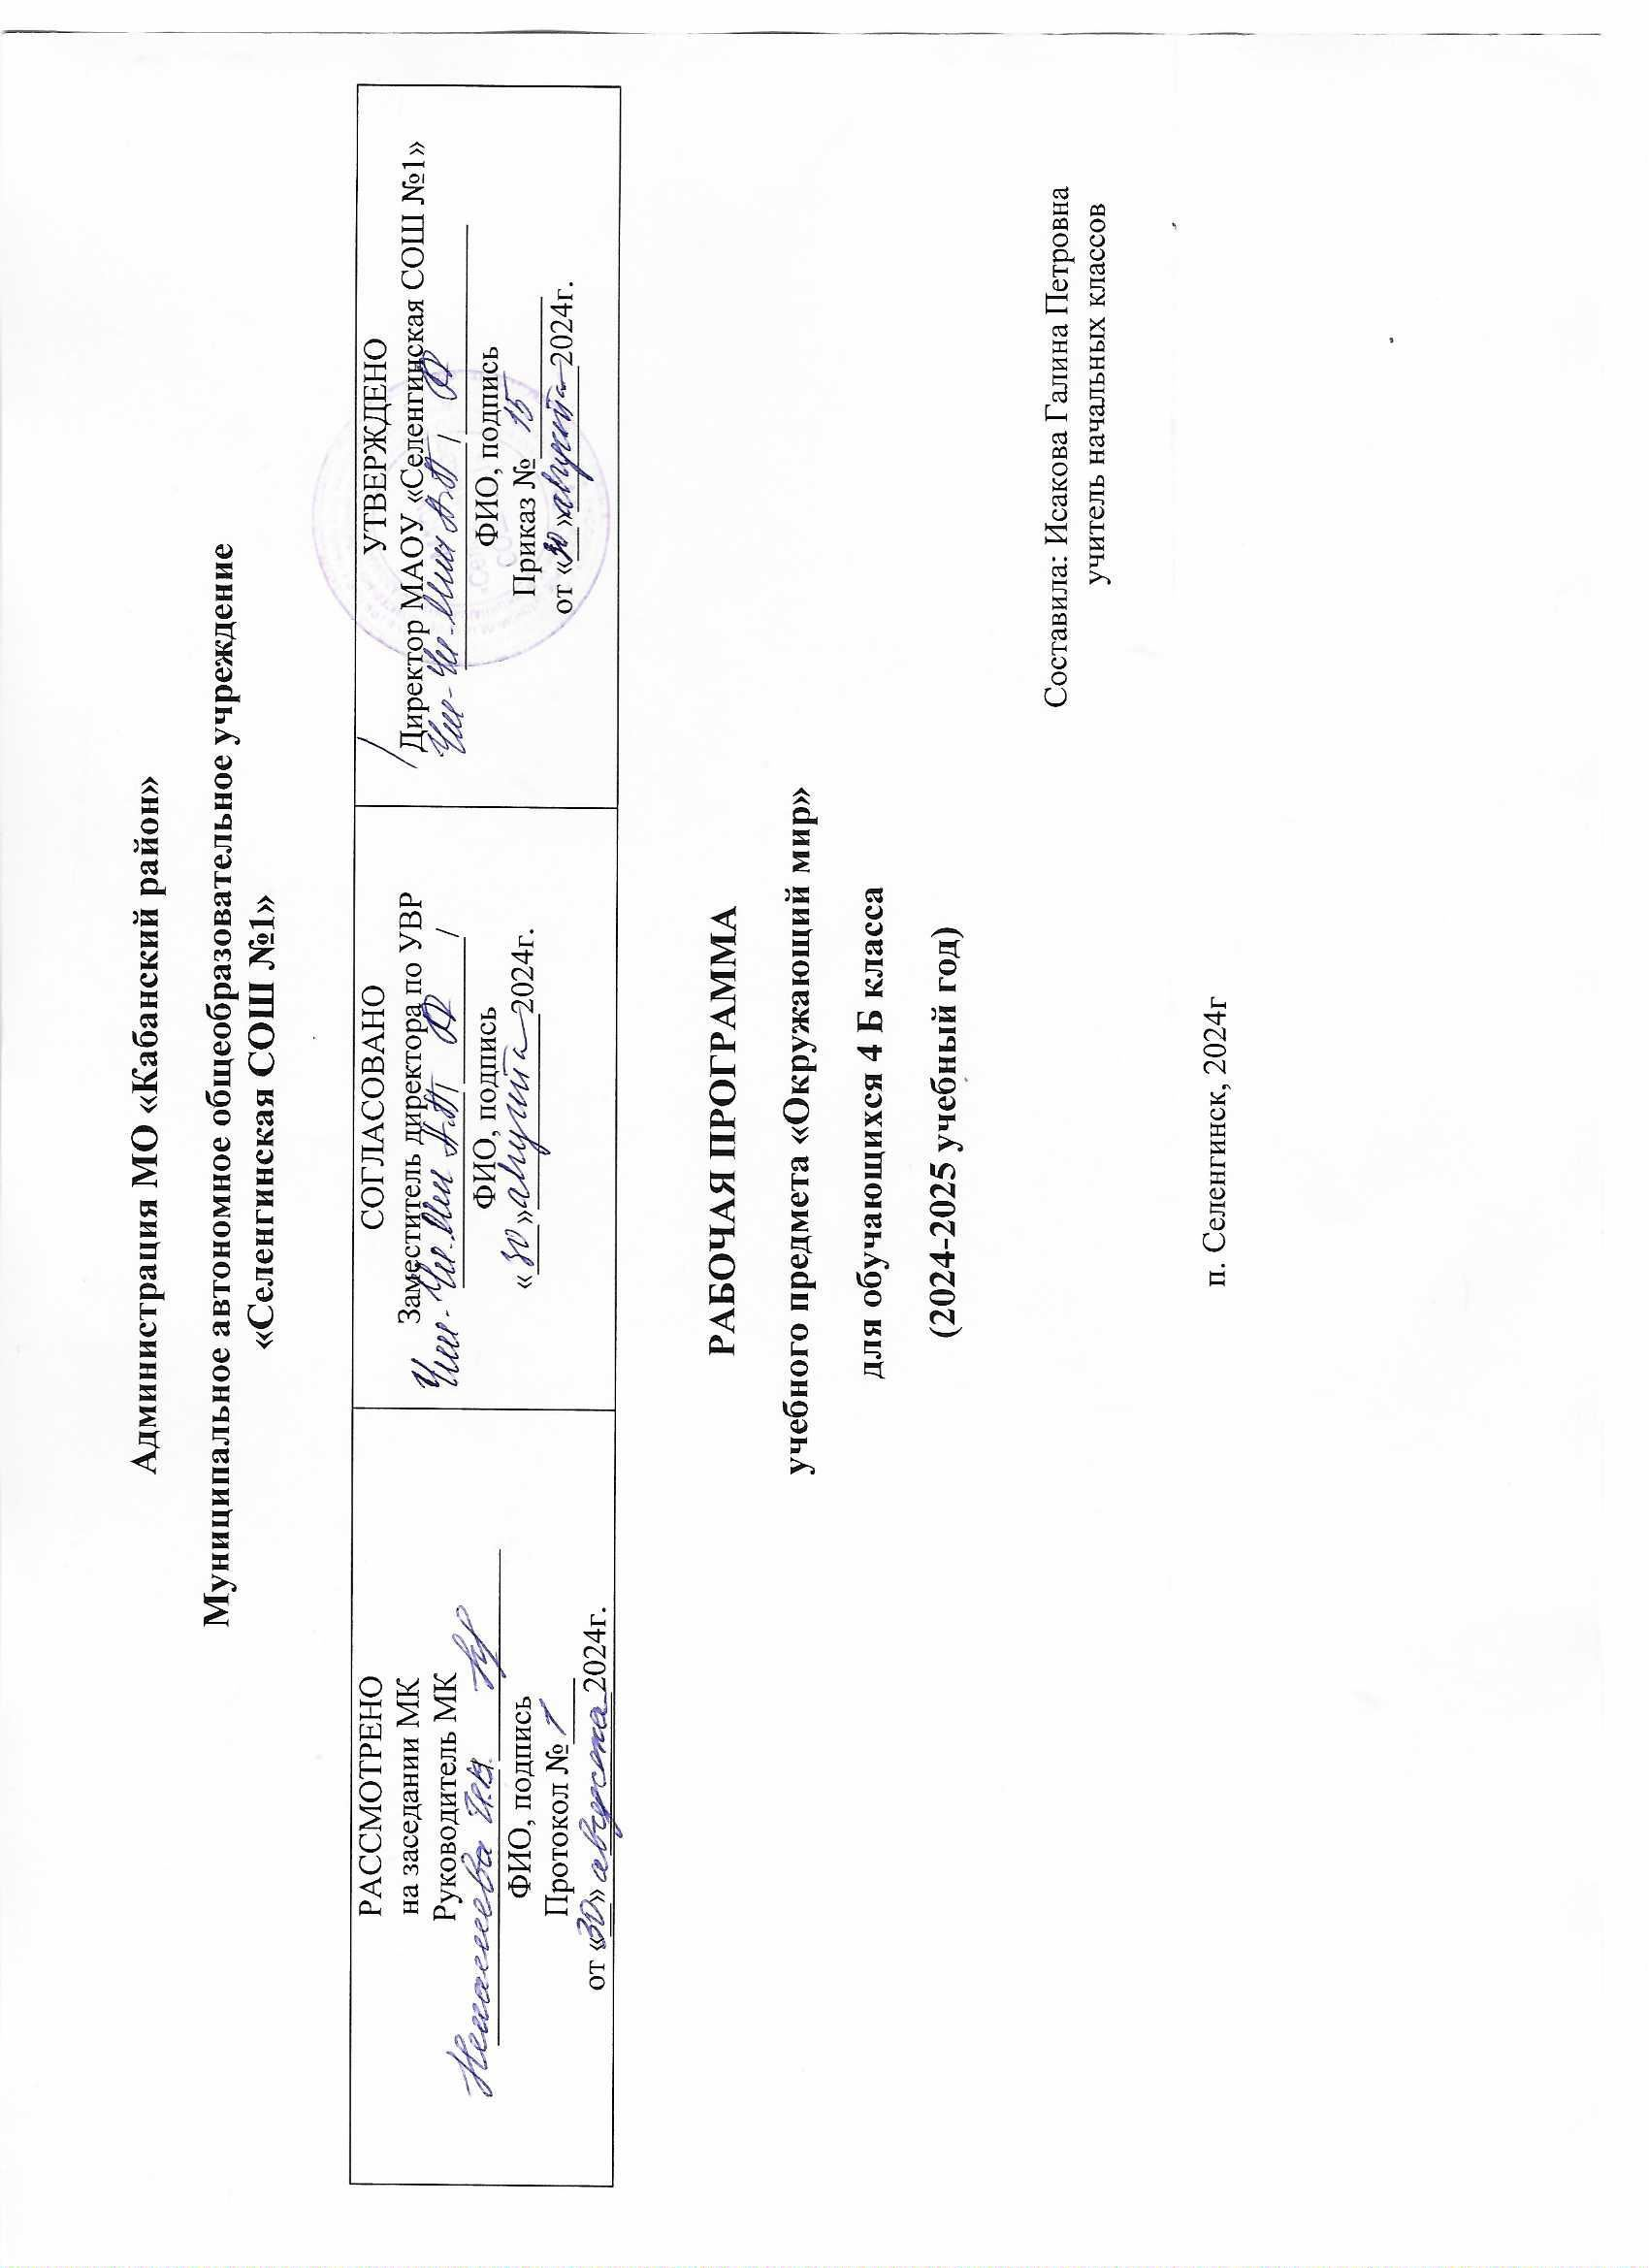 Администрация МО «Кабанский район»
Муниципальное автономное общеобразовательное учреждение
«Селенгинская СОШ №1»
РАССМОТРЕНО
на заседании МК
Руководитель МК
ФИО, подпись
Протокол № 1
от «30» августа 2024г.
СОГЛАСОВАНО
Заместитель директора по УВР
ФИО, подпись
«30» августа 2024г.
УТВЕРЖДЕНО
Директор МАОУ «Селенгинская СОШ №1»
ФИО, подпись
Приказ № 15
от «30» августа 2024г.
РАБОЧАЯ ПРОГРАММА
учебного предмета «Окружающий мир»
для обучающихся 4 Б класса
(2024-2025 учебный год)
Составила: Исакова Галина Петровна
учитель начальных классов
п. Селенгинск, 2024г